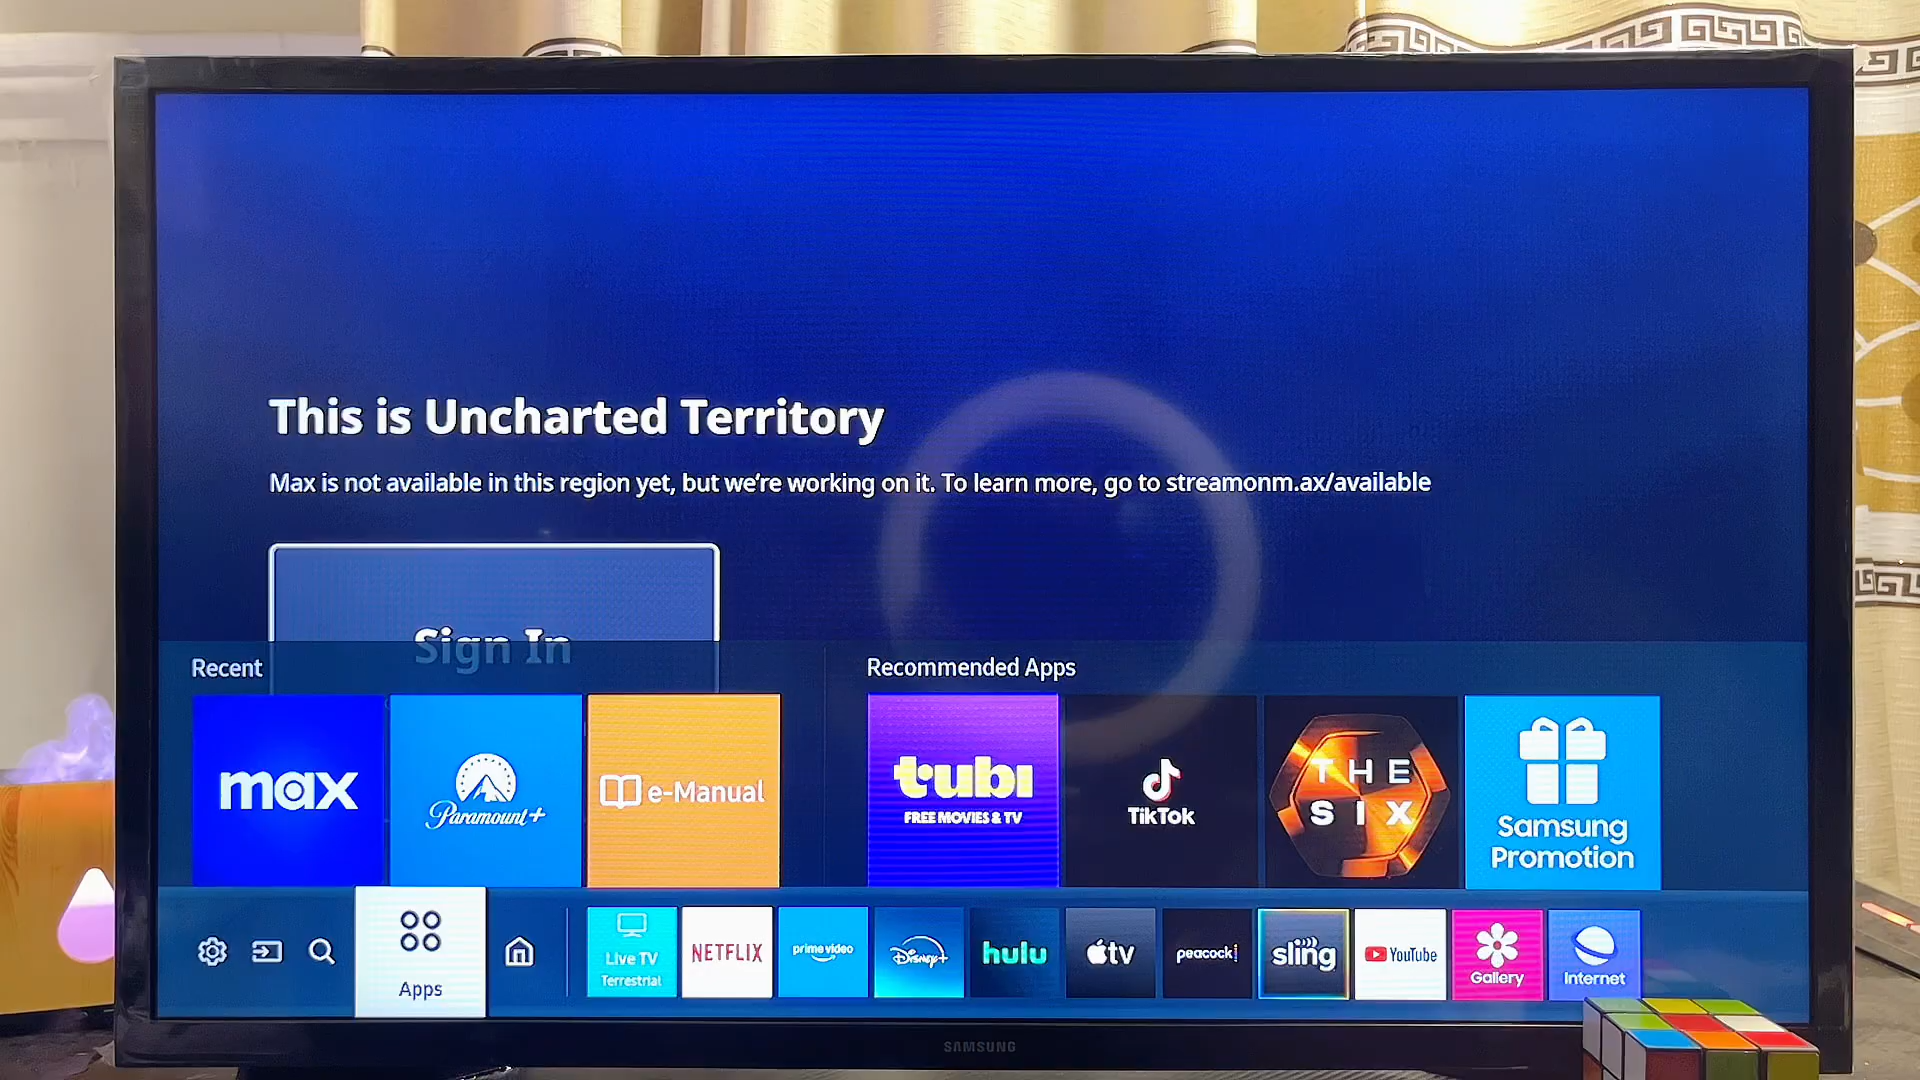 This is Uncharted Territory
Max is not available in this region yet, but we're working on it. To learn more, go to streamonm.ax/available
Sign In
Recent
Recommended Apps
max
Paramount+
e-Manual
tubi
FREE MOVIES & TV
TikTok
THE
SIX
Samsung
Promotion
Apps
Live TV
Terrestrial
NETFLIX
prime video
Disney+
hulu
tv
peacock
sling
YouTube
Gallery
Internet
SAMSUNG